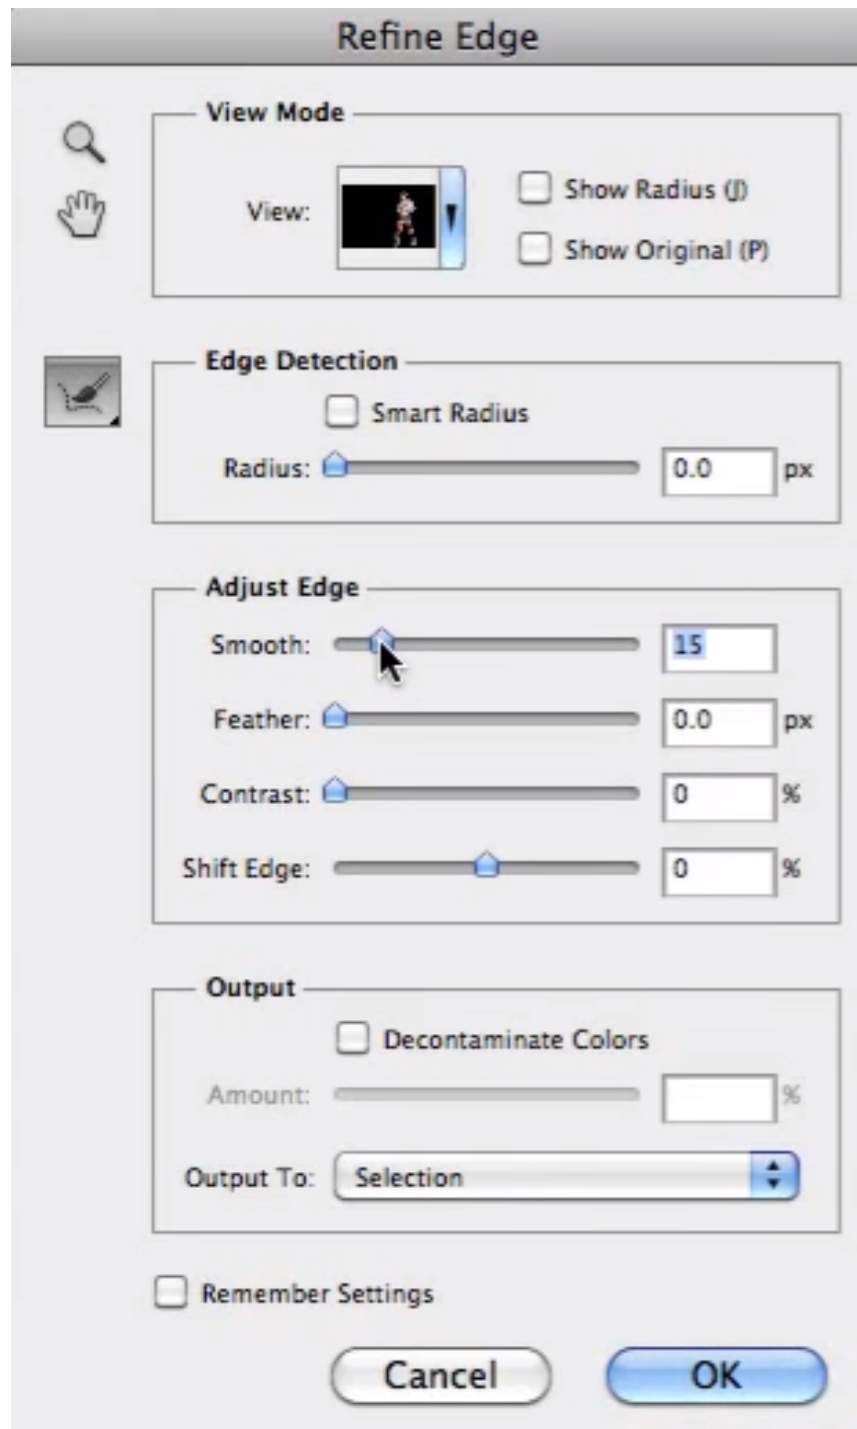 Refine Edge
View Mode
View:
Show Radius (J)
Show Original (P)
Edge Detection
Smart Radius
Radius: 0.0 px
Adjust Edge
Smooth: 15
Feather: 0.0 px
Contrast: 0 %
Shift Edge: 0 %
Output
Decontaminate Colors
Amount: %
Output To: Selection
Remember Settings
Cancel OK